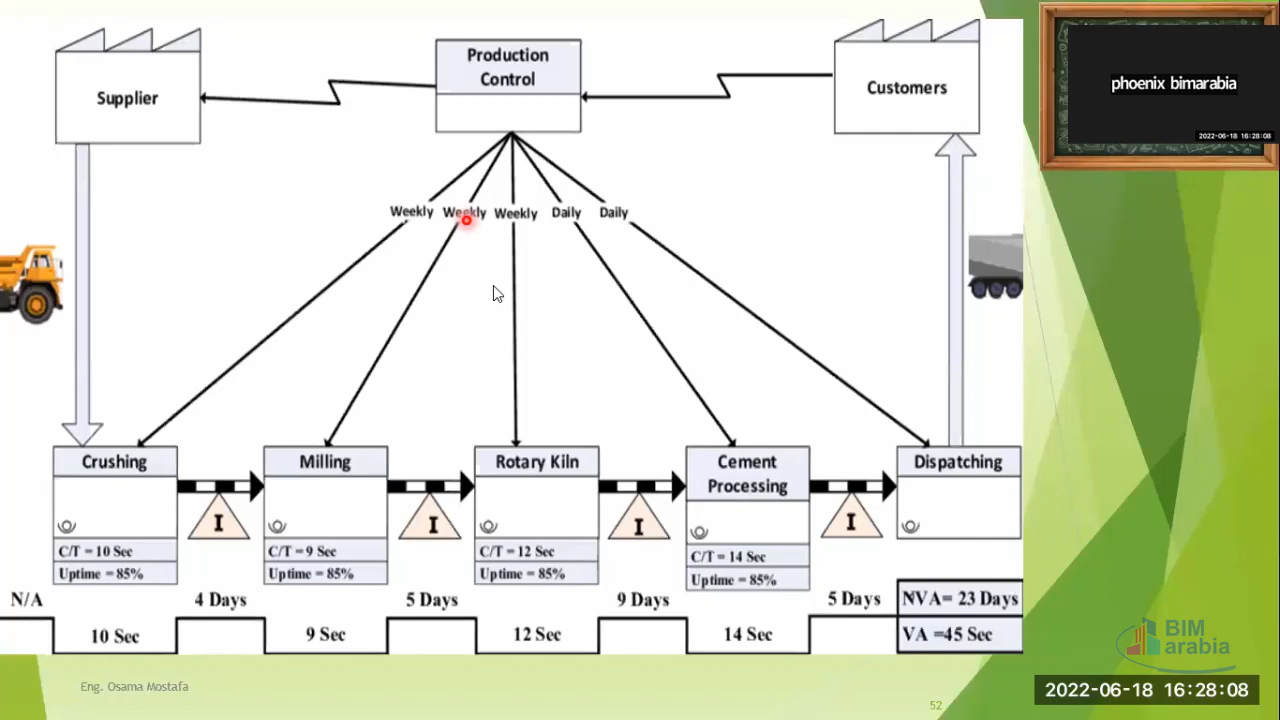 Supplier
Production
Control
Customers
phoenix bimarabia
2022-06-18 16:28:08
Weekly
Weekly
Weekly
Daily
Daily
Crushing
Milling
Rotary Kiln
Cement
Processing
Dispatching
I
I
I
I
C/T = 10 Sec
Uptime = 85%
C/T = 9 Sec
Uptime = 85%
C/T = 12 Sec
Uptime = 85%
C/T = 14 Sec
Uptime = 85%
N/A
4 Days
5 Days
9 Days
5 Days
NVA= 23 Days
10 Sec
9 Sec
12 Sec
14 Sec
VA =45 Sec
BIM
arabia
Eng. Osama Mostafa
52
2022-06-18 16:28:08